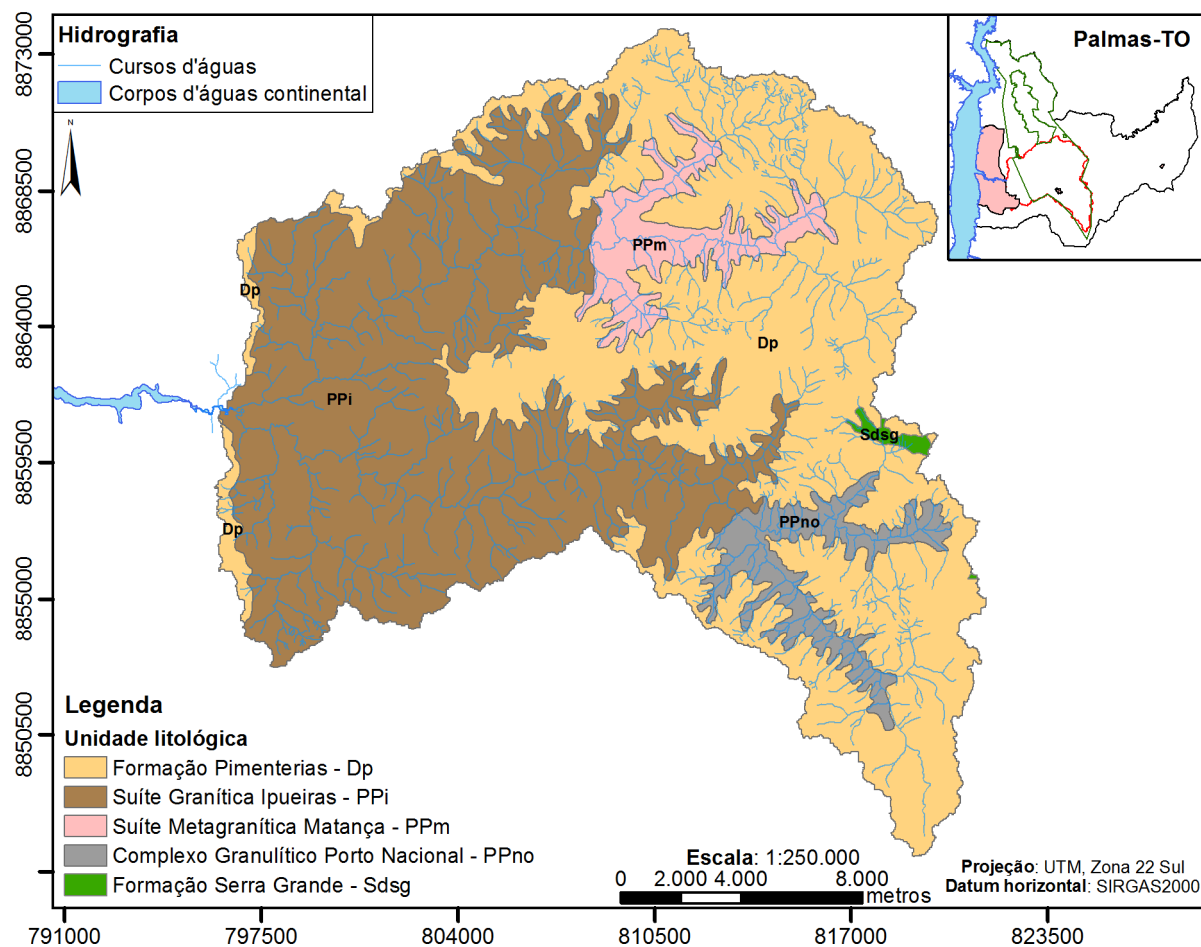 Hidrografia
Cursos d'águas
Corpos d'águas continental
N
Palmas-TO
8873000
8868500
8864000
8859500
8855000
8850500
PPm
Dp
Dp
PPi
Sdsg
PPno
Dp
Legenda
Unidade litológica
Formação Pimenterias - Dp
Suíte Granítica Ipueiras - PPi
Suíte Metagranítica Matança - PPm
Complexo Granulítico Porto Nacional - PPno
Formação Serra Grande - Sdsg
Escala: 1:250.000
0 2.000 4.000 8.000
metros
Projeção: UTM, Zona 22 Sul
Datum horizontal: SIRGAS2000
791000 797500 804000 810500 817000 823500